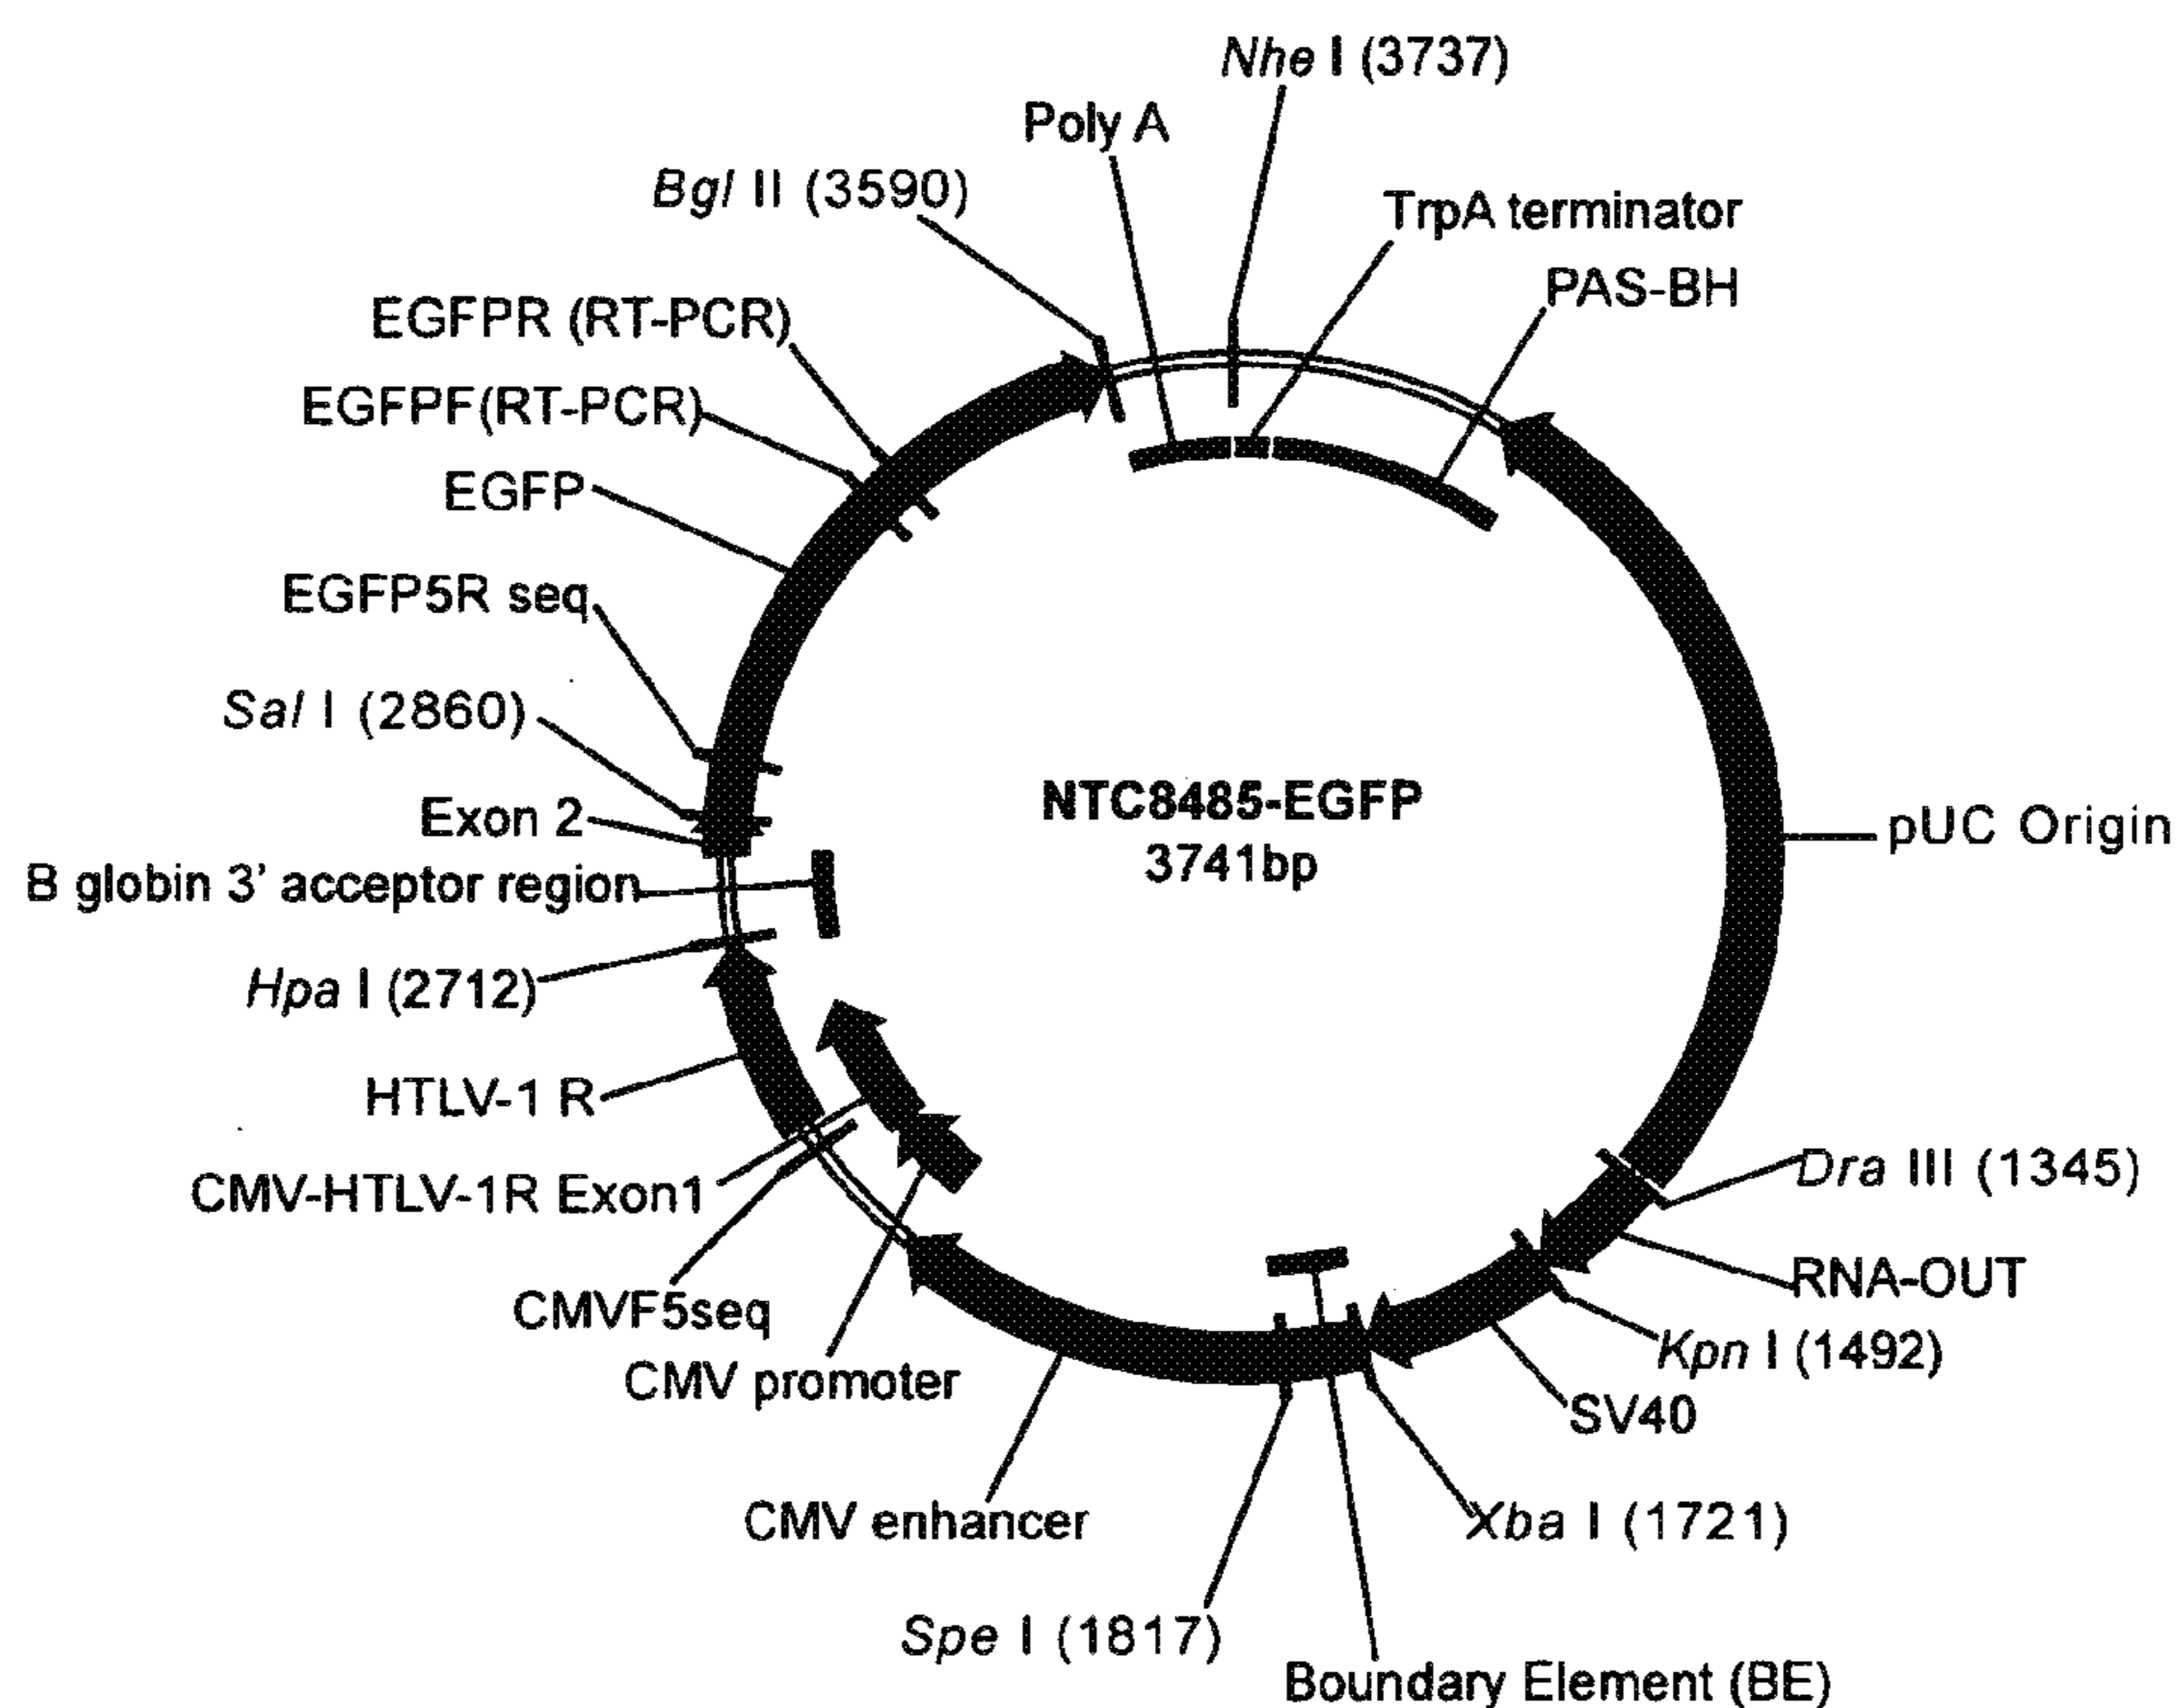 Nhe I (3737)
Poly A
Bgl II (3590)
TrpA terminator
PAS-BH
EGFPR (RT-PCR)
EGFPF(RT-PCR)
EGFP
EGFP5R seq
Sal I (2860)
Exon 2
B globin 3' acceptor region
Hpa I (2712)
HTLV-1 R
CMV-HTLV-1R Exon1
CMVF5seq
CMV promoter
CMV enhancer
Spe I (1817)
Boundary Element (BE)
Xba I (1721)
SV40
Kpn I (1492)
RNA-OUT
Dra III (1345)
pUC Origin
NTC8485-EGFP
3741bp